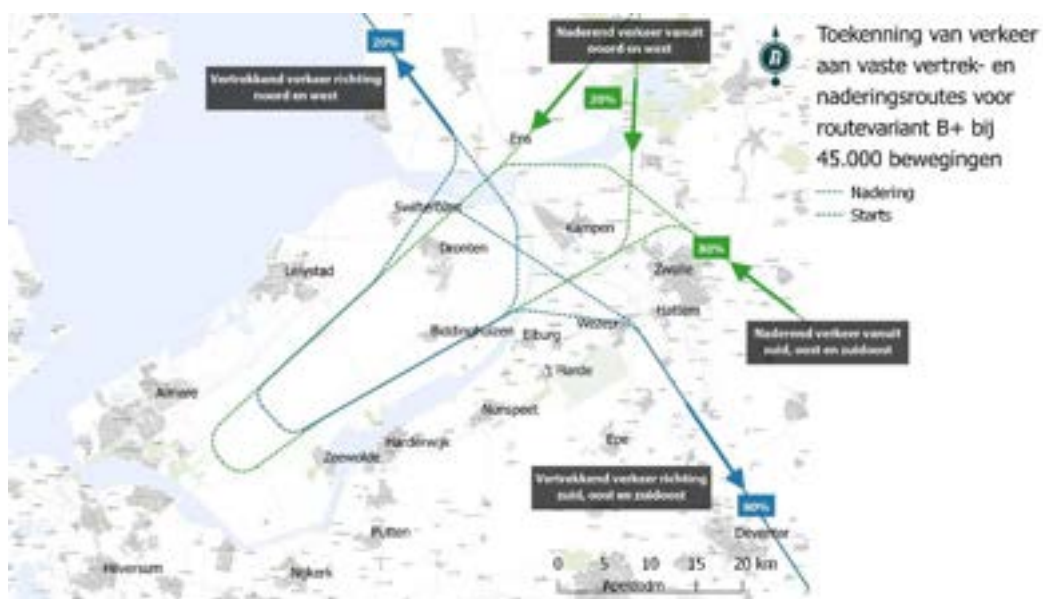 20%
Vertrekkend verkeer richting
noord en west
Naderend verkeer vanuit
noord en west
20%
Toekenning van verkeer
aan vaste vertrek- en
naderingsroutes voor
routevariant B+ bij
45.000 bewegingen
Nadering
Starts
Ens
Swifterbant
Kampen
Dronten
Lelystad
80%
Zwolle
Hattem
Naderend verkeer vanuit
zuid, oost en zuidoost
Biddinghuizen
Elburg
Wezep
't Harde
Almere
Nunspeet
Harderwijk
Epe
Zeewolde
Vertrekkend verkeer richting
zuid, oost en zuidoost
80%
Deventer
Putten
Hilversum
Nijkerk
0 5 10 15 20 km
Apeldoorn